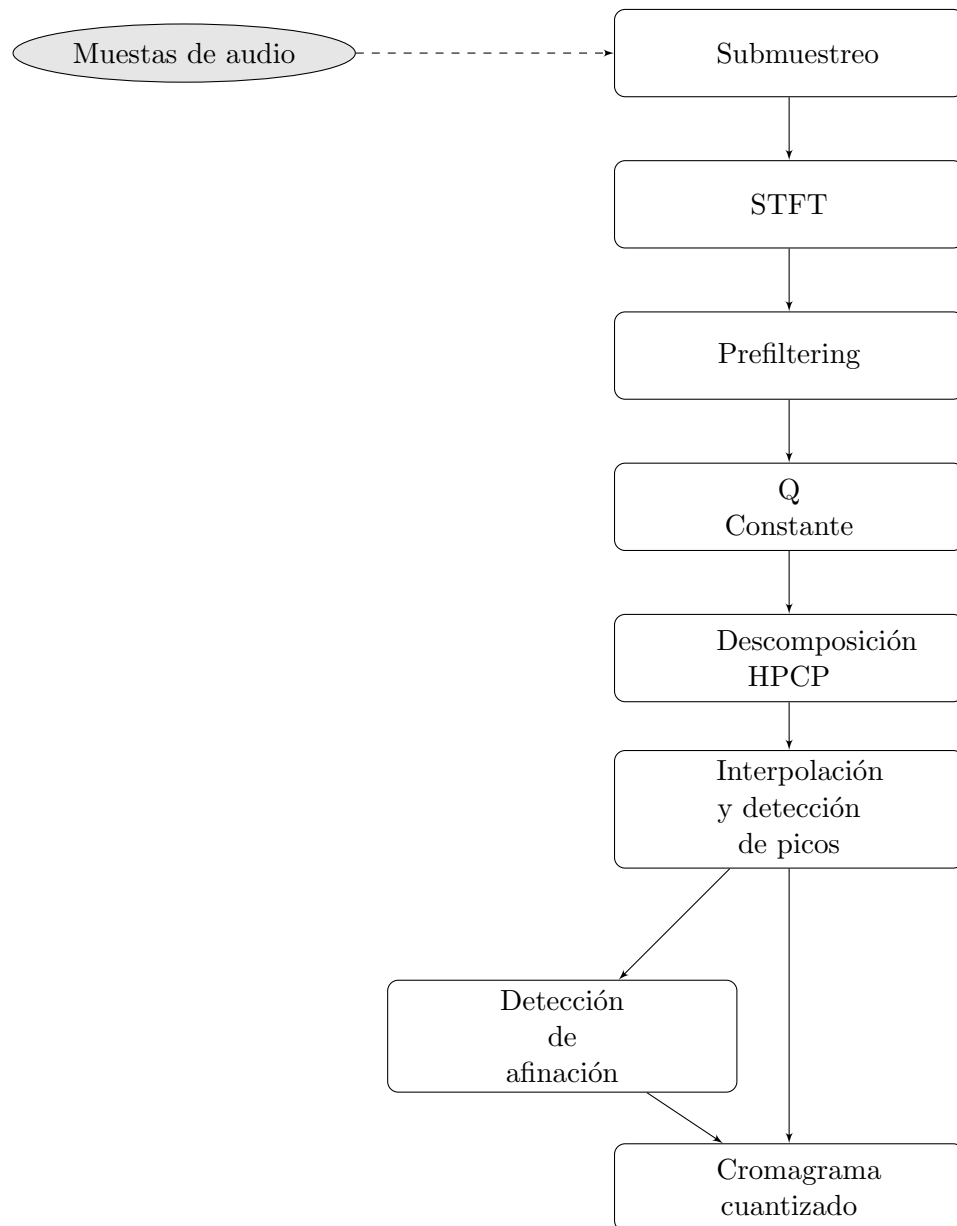 Muestas de audio
Submuestreo
STFT
Prefiltering
Q
Constante
Descomposición
HPCP
Interpolación
y detección
de picos
Detección
de
afinación
Cromagrama
cuantizado